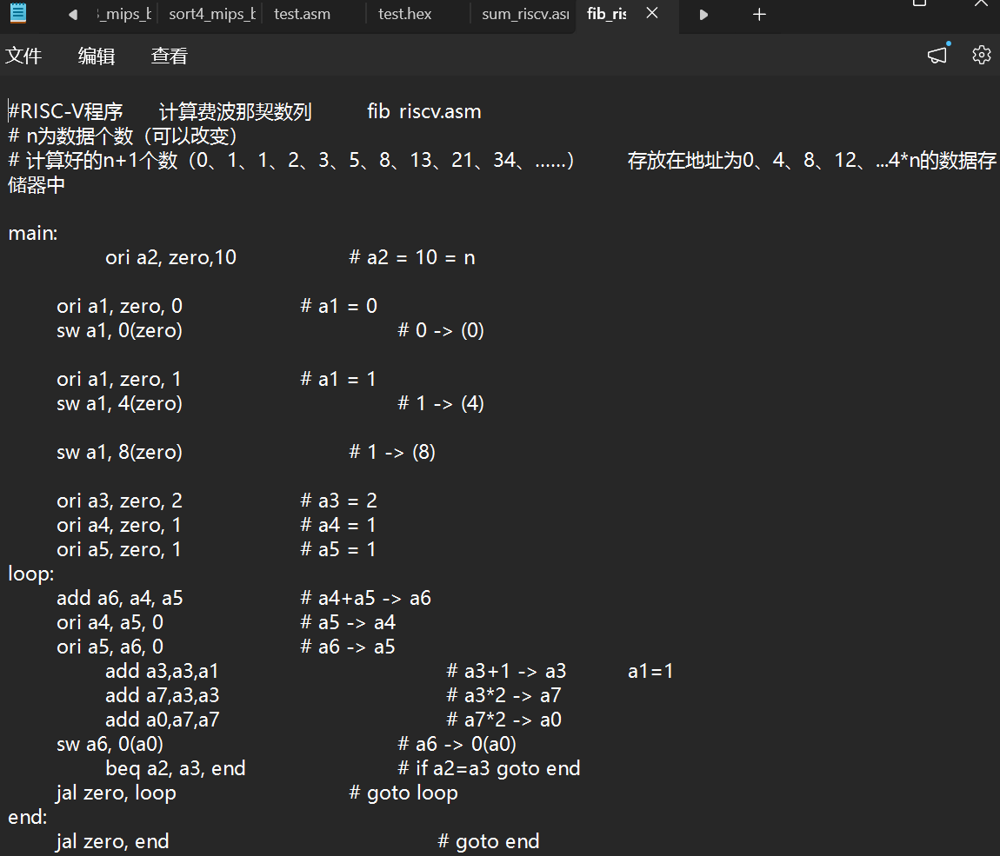 _mips_b sort4_mips_b test.asm test.hex sum_riscv.asm fib_ris
文件 编辑 查看
#RISC-V程序 计算费波那契数列 fib riscv.asm
# n为数据个数（可以改变）
# 计算好的n+1个数（0、1、1、2、3、5、8、13、21、34、......） 存放在地址为0、4、8、12、...4*n的数据存
储器中
main:
ori a2, zero,10 # a2 = 10 = n
ori a1, zero, 0 # a1 = 0
sw a1, 0(zero) # 0 -> (0)
ori a1, zero, 1 # a1 = 1
sw a1, 4(zero) # 1 -> (4)
sw a1, 8(zero) # 1 -> (8)
ori a3, zero, 2 # a3 = 2
ori a4, zero, 1 # a4 = 1
ori a5, zero, 1 # a5 = 1
loop:
add a6, a4, a5 # a4+a5 -> a6
ori a4, a5, 0 # a5 -> a4
ori a5, a6, 0 # a6 -> a5
add a3,a3,a1 # a3+1 -> a3 a1=1
add a7,a3,a3 # a3*2 -> a7
add a0,a7,a7 # a7*2 -> a0
sw a6, 0(a0) # a6 -> 0(a0)
beq a2, a3, end # if a2=a3 goto end
jal zero, loop # goto loop
end:
jal zero, end # goto end